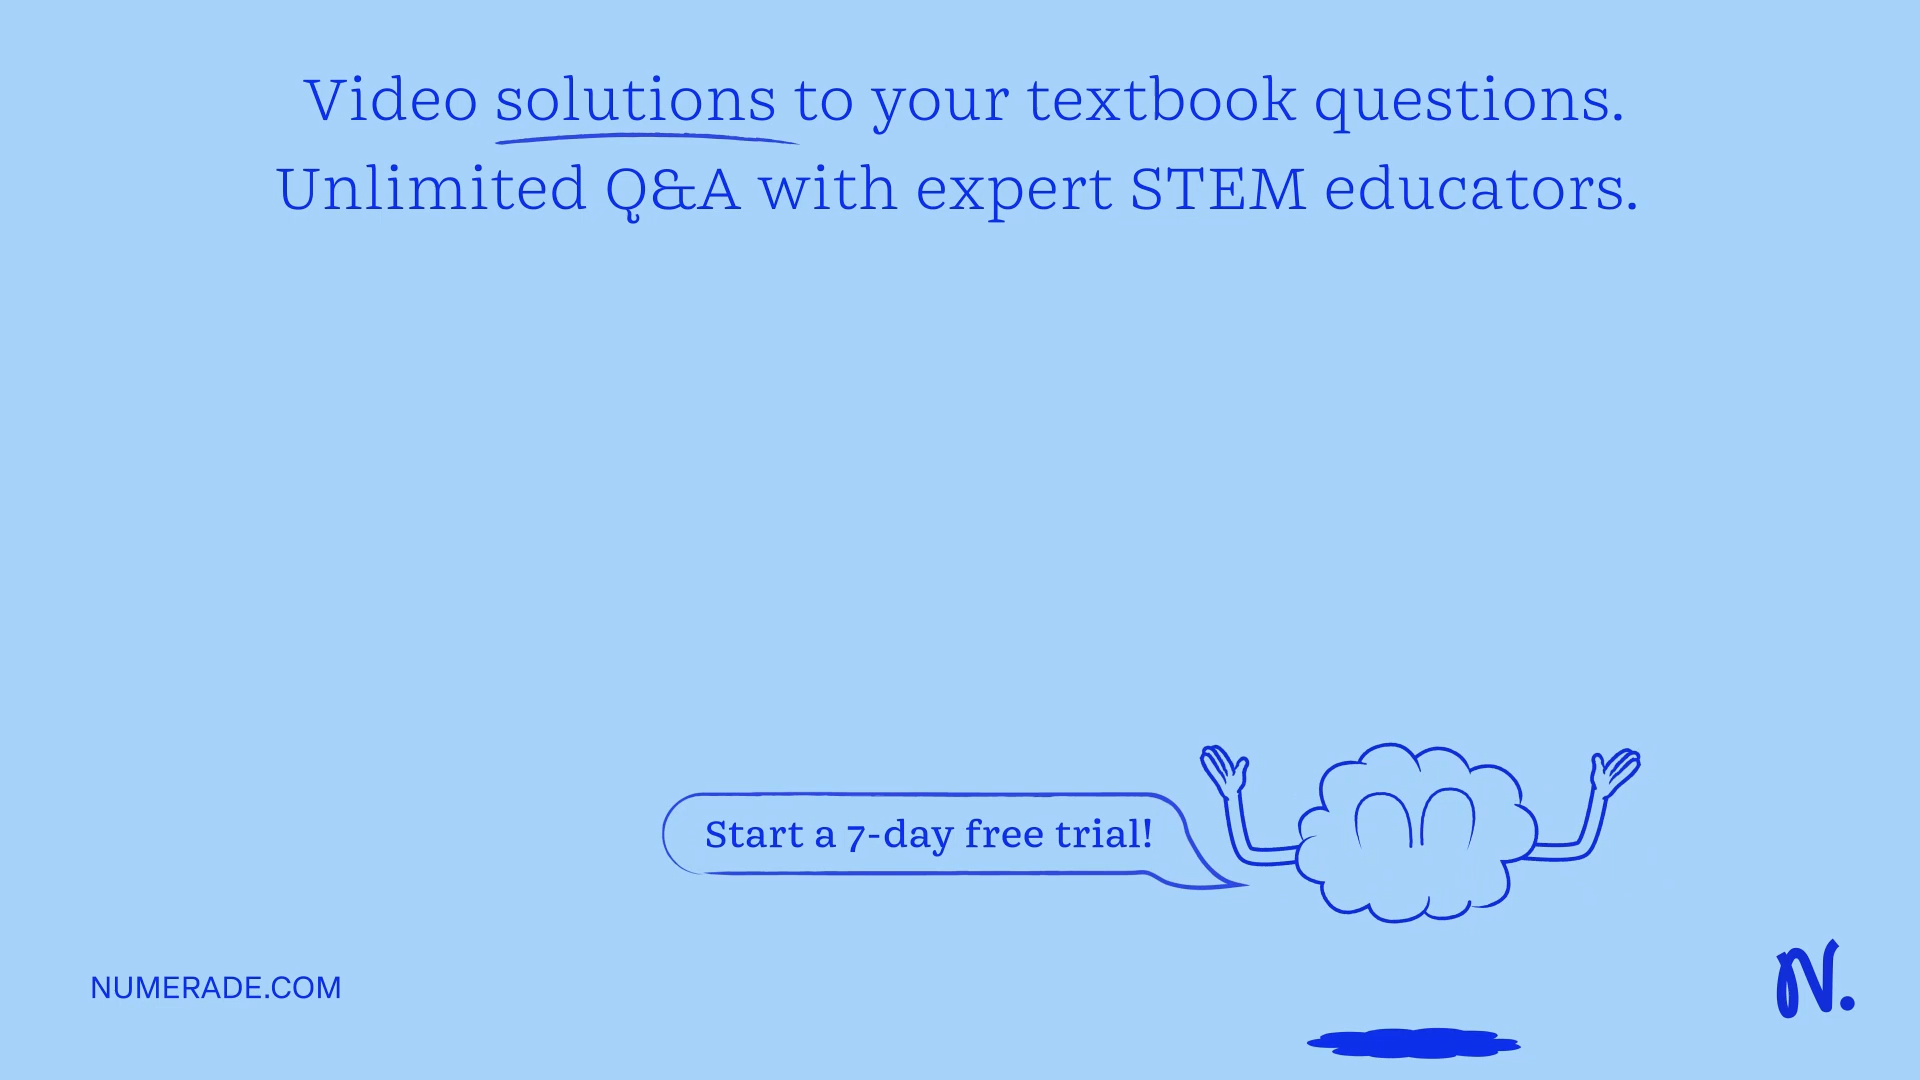 Video solutions to your textbook questions.
Unlimited Q&A with expert STEM educators.
Start a 7-day free trial!
NUMERADE.COM
N.